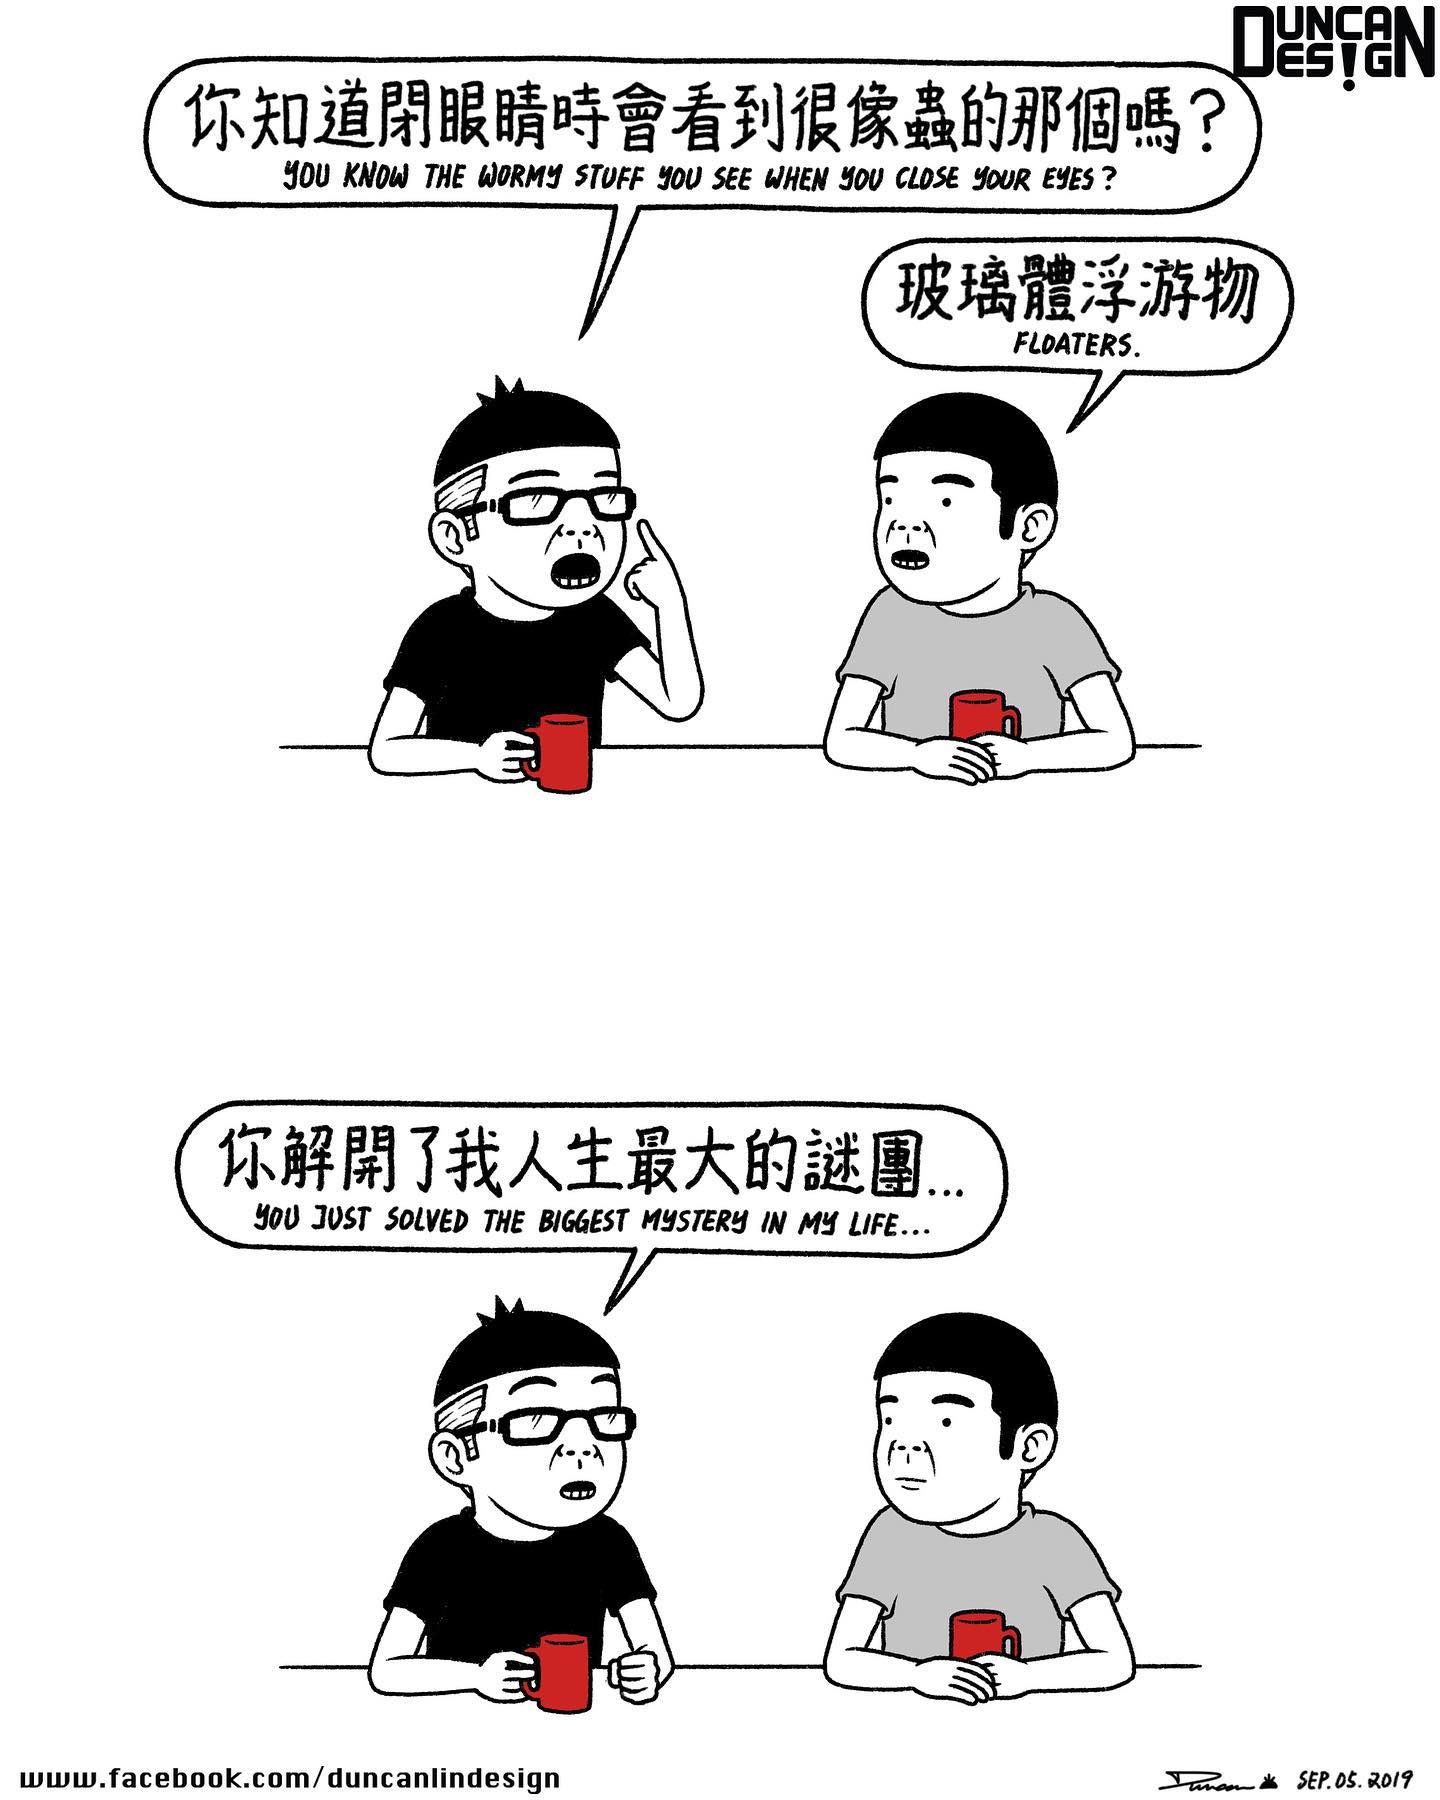 DUNCAN
DESIGN
你知道閉眼睛時會看到很像蟲的那個嗎？
YOU KNOW THE WORMY STUFF YOU SEE WHEN YOU CLOSE YOUR EYES?
玻璃體浮游物
FLOATERS.
你解開了我人生最大的謎團...
YOU JUST SOLVED THE BIGGEST MYSTERY IN MY LIFE...
www.facebook.com/duncanlindesign
Duncan SEP.05.2019